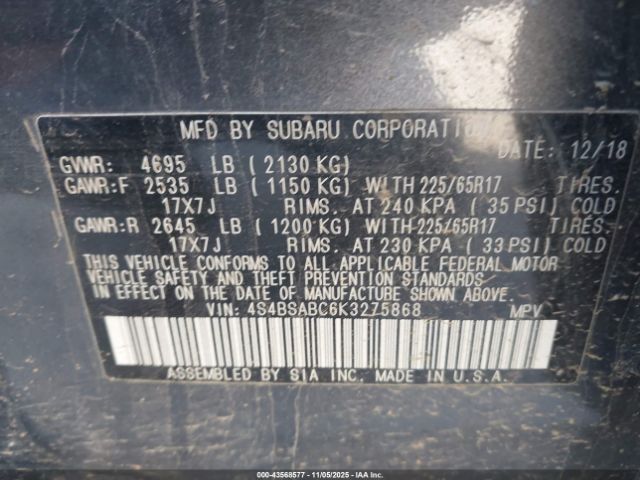 MFD BY SUBARU CORPORATION
DATE: 12/18
GVWR: 4695 LB (2130 KG)
GAWR:F 2535 LB (1150 KG) WITH 225/65R17 TIRES.
17X7J RIMS. AT 240 KPA (35 PSI) COLD
GAWR:R 2645 LB (1200 KG) WITH 225/65R17 TIRES.
17X7J RIMS. AT 230 KPA (33 PSI) COLD
THIS VEHICLE CONFORMS TO ALL APPLICABLE FEDERAL MOTOR
VEHICLE SAFETY AND THEFT PREVENTION STANDARDS
IN EFFECT ON THE DATE OF MANUFACTURE SHOWN ABOVE.
VIN: 4S4BSABC6K3275868 MPV
ASSEMBLED BY SIA INC. MADE IN U.S.A.
000-43568577 - 11/05/2025 - IAA Inc.